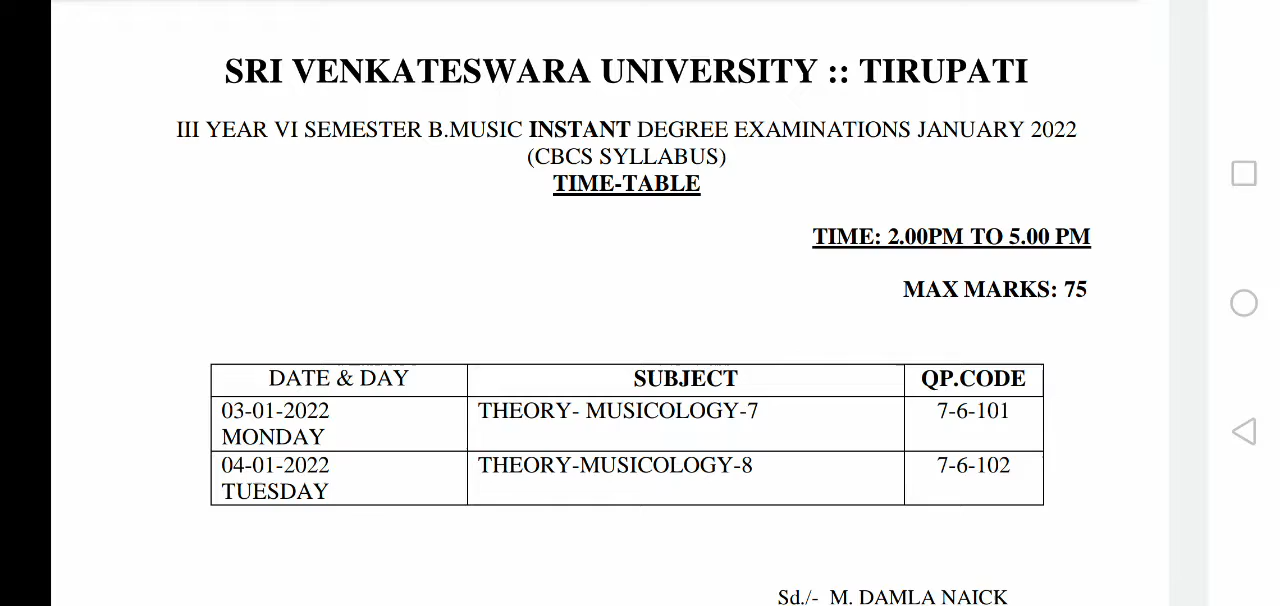 SRI VENKATESWARA UNIVERSITY :: TIRUPATI
III YEAR VI SEMESTER B.MUSIC INSTANT DEGREE EXAMINATIONS JANUARY 2022
(CBCS SYLLABUS)
TIME-TABLE
TIME: 2.00PM TO 5.00 PM
MAX MARKS: 75
DATE & DAY SUBJECT QP.CODE
03-01-2022 THEORY- MUSICOLOGY-7 7-6-101
MONDAY
04-01-2022 THEORY-MUSICOLOGY-8 7-6-102
TUESDAY
Sd./- M. DAMLA NAICK